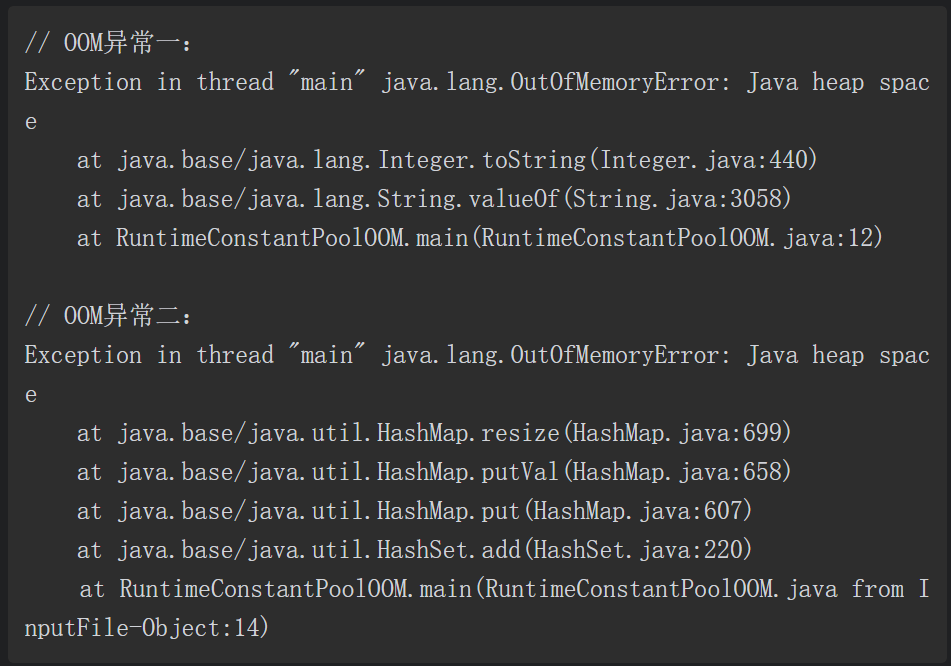 // OOM异常一：
Exception in thread "main" java.lang.OutOfMemoryError: Java heap spac
e
    at java.base/java.lang.Integer.toString(Integer.java:440)
    at java.base/java.lang.String.valueOf(String.java:3058)
    at RuntimeConstantPoolOOM.main(RuntimeConstantPoolOOM.java:12)

// OOM异常二：
Exception in thread "main" java.lang.OutOfMemoryError: Java heap spac
e
    at java.base/java.util.HashMap.resize(HashMap.java:699)
    at java.base/java.util.HashMap.putVal(HashMap.java:658)
    at java.base/java.util.HashMap.put(HashMap.java:607)
    at java.base/java.util.HashSet.add(HashSet.java:220)
    at RuntimeConstantPoolOOM.main(RuntimeConstantPoolOOM.java from I
nputFile-Object:14)